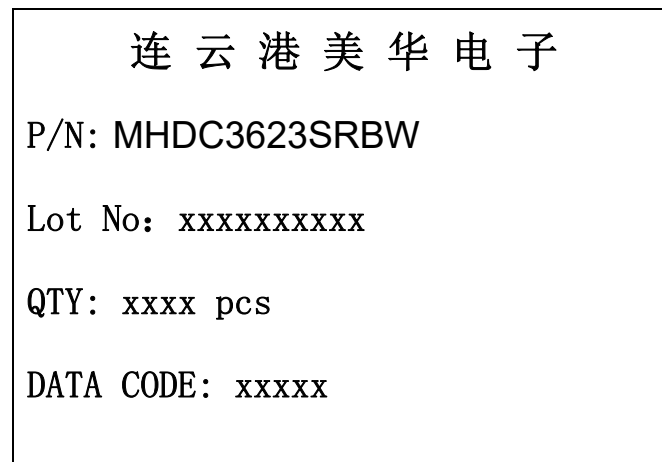 连 云 港 美 华 电 子
P/N: MHDC3623SRBW
Lot No：xxxxxxxxxx
QTY: xxxx pcs
DATA CODE: xxxxx